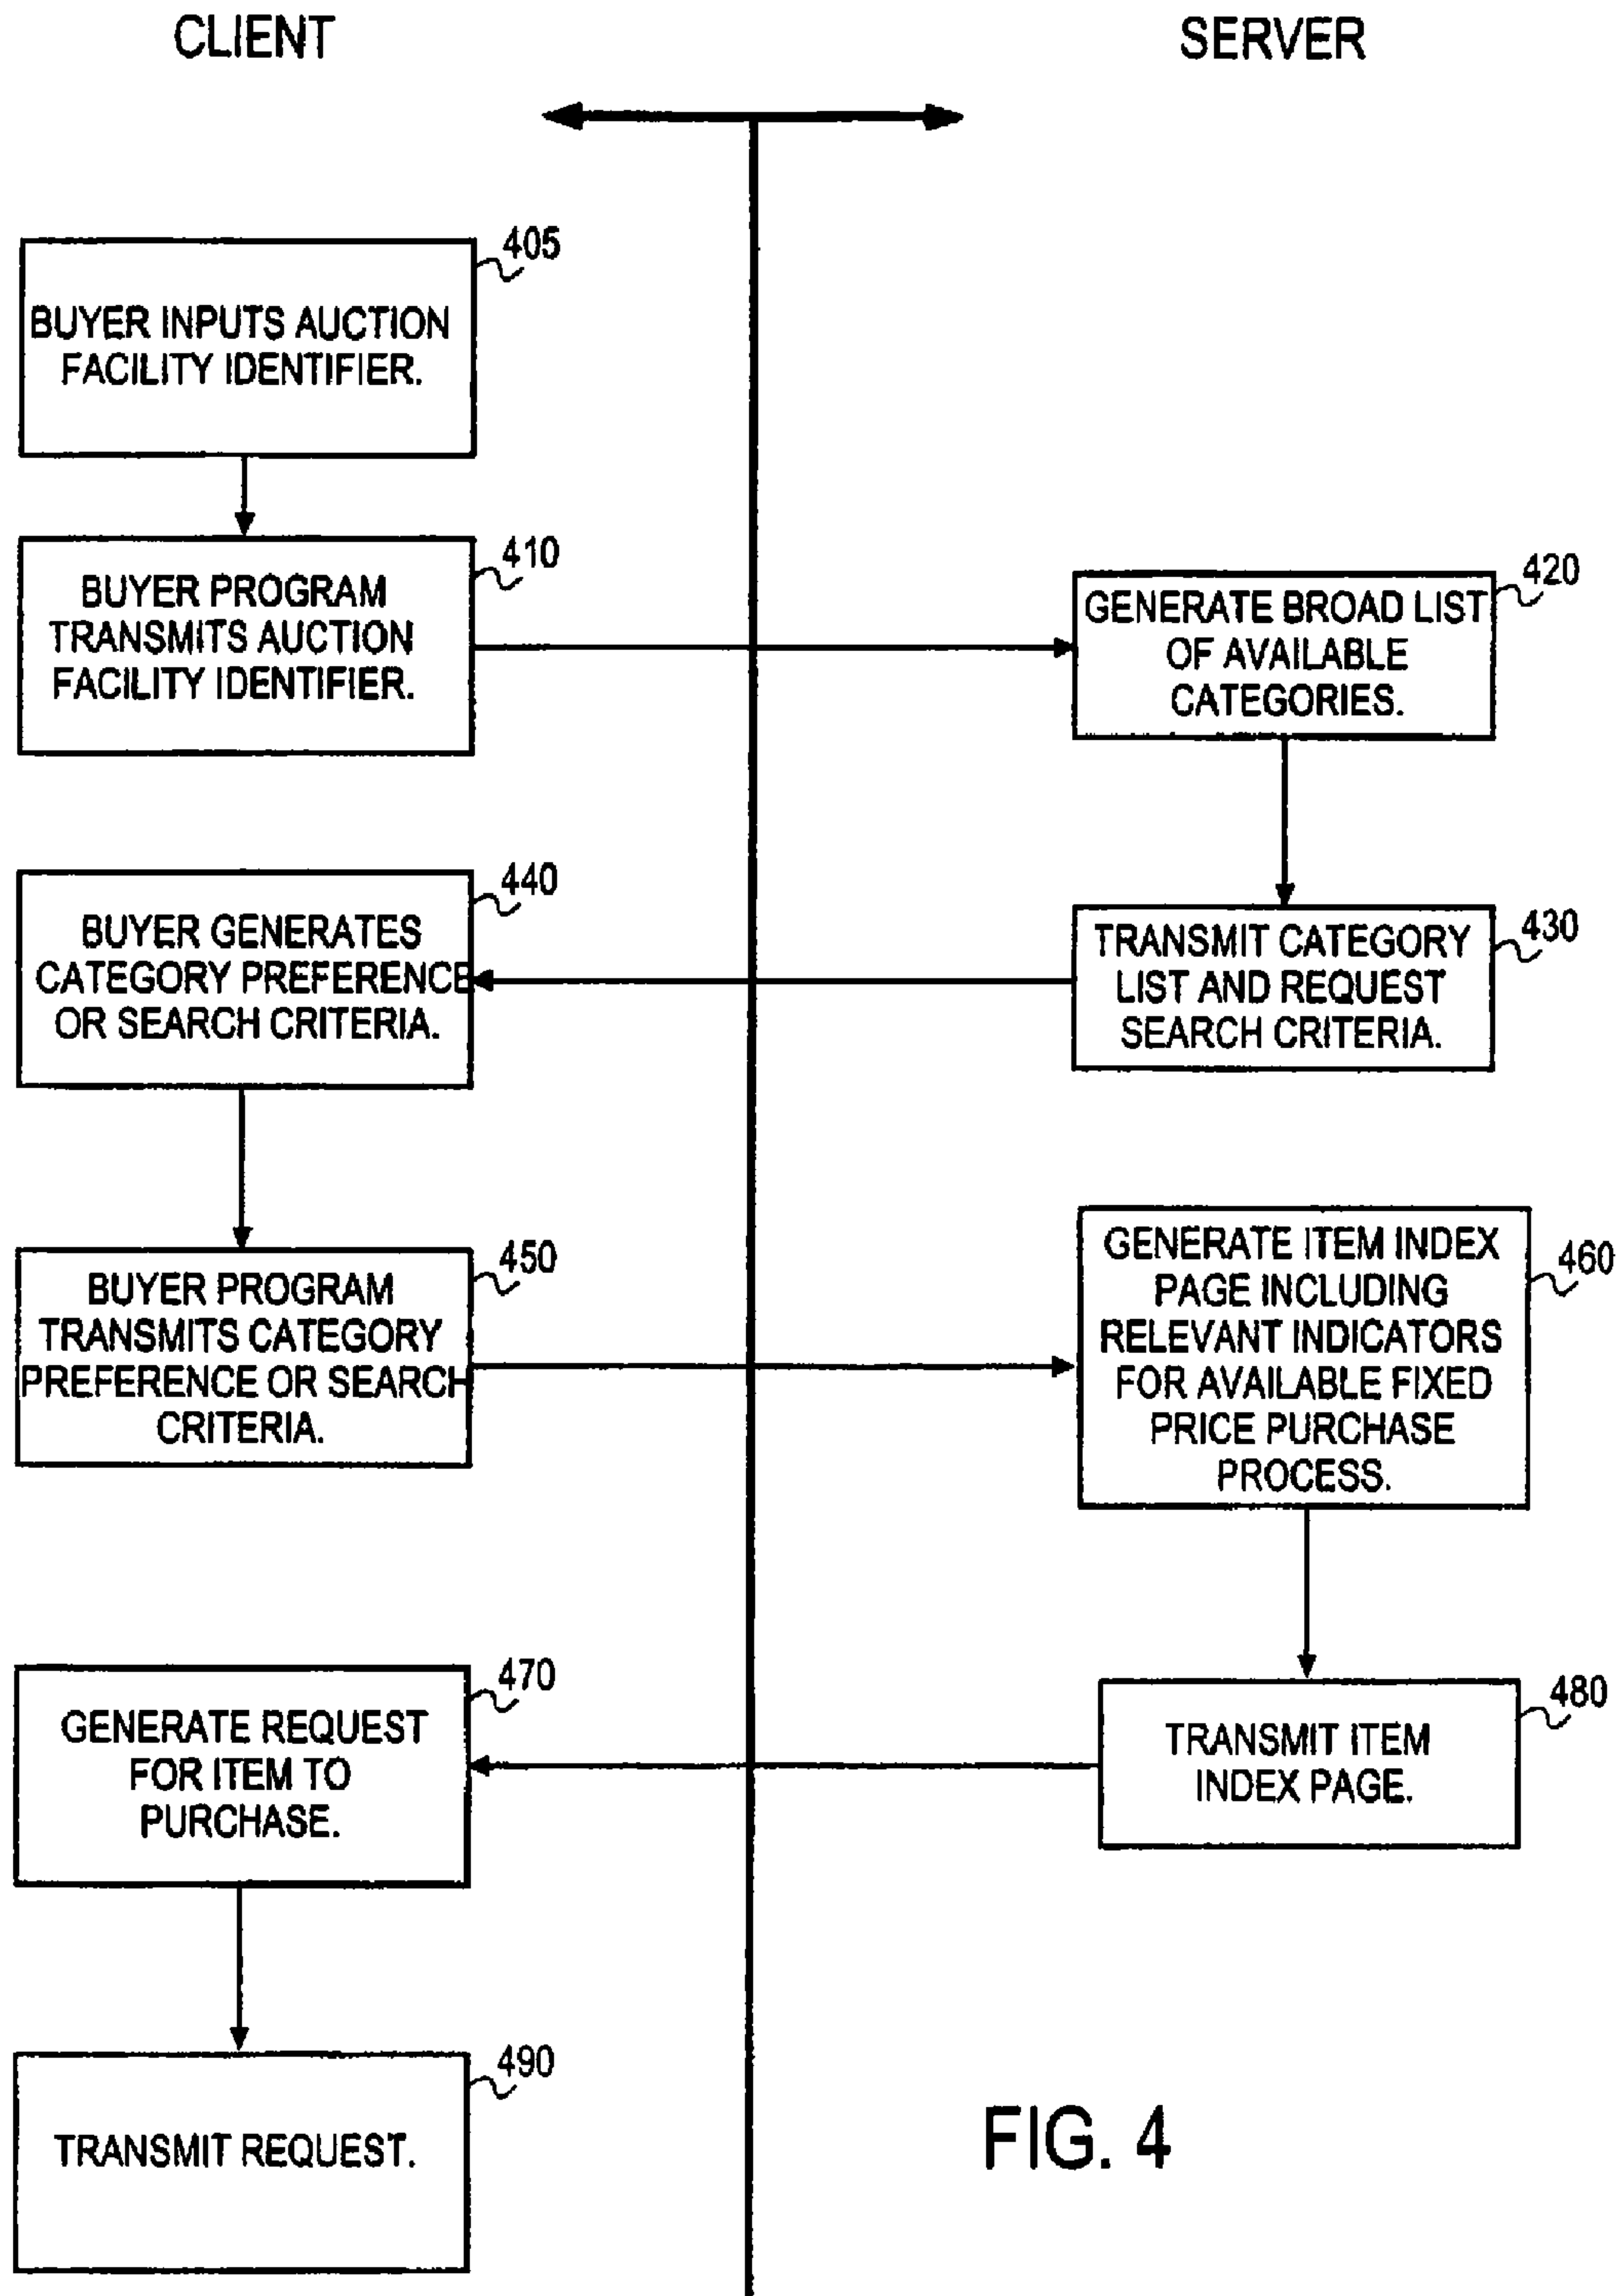 CLIENT
SERVER
405
BUYER INPUTS AUCTION
FACILITY IDENTIFIER.
410
BUYER PROGRAM
TRANSMITS AUCTION
FACILITY IDENTIFIER.
420
GENERATE BROAD LIST
OF AVAILABLE
CATEGORIES.
430
TRANSMIT CATEGORY
LIST AND REQUEST
SEARCH CRITERIA.
440
BUYER GENERATES
CATEGORY PREFERENCE
OR SEARCH CRITERIA.
450
BUYER PROGRAM
TRANSMITS CATEGORY
PREFERENCE OR SEARCH
CRITERIA.
460
GENERATE ITEM INDEX
PAGE INCLUDING
RELEVANT INDICATORS
FOR AVAILABLE FIXED
PRICE PURCHASE
PROCESS.
480
TRANSMIT ITEM
INDEX PAGE.
470
GENERATE REQUEST
FOR ITEM TO
PURCHASE.
490
TRANSMIT REQUEST.
FIG. 4